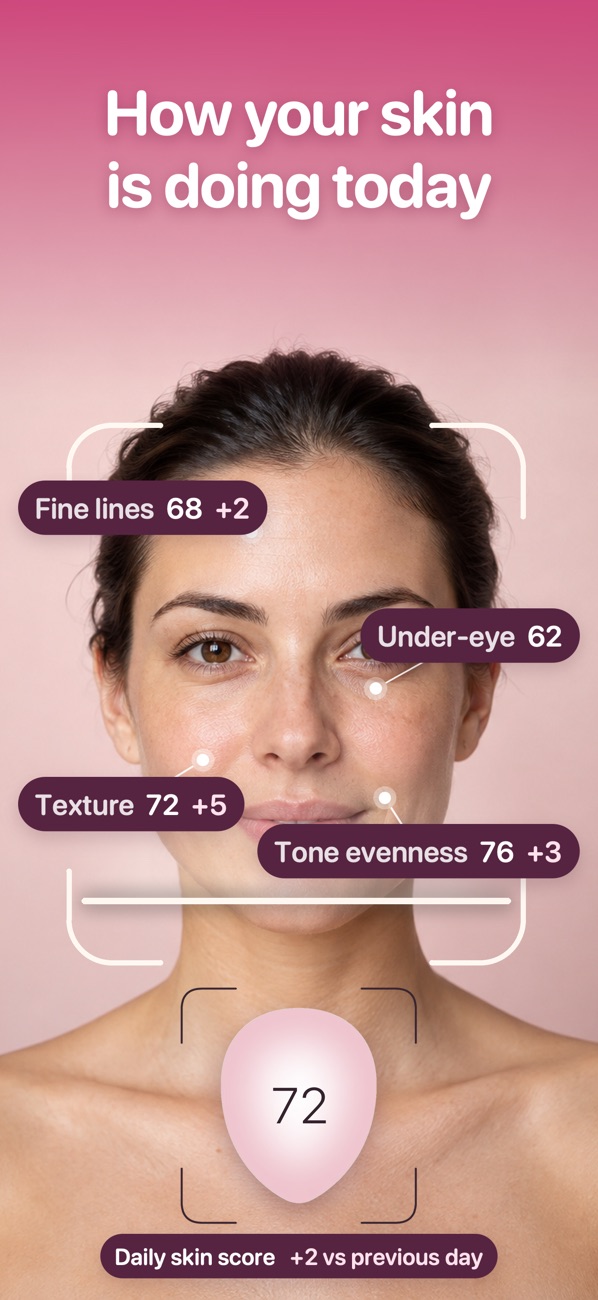 How your skin
is doing today
Fine lines 68 +2
Under-eye 62
Texture 72 +5
Tone evenness 76 +3
72
Daily skin score +2 vs previous day